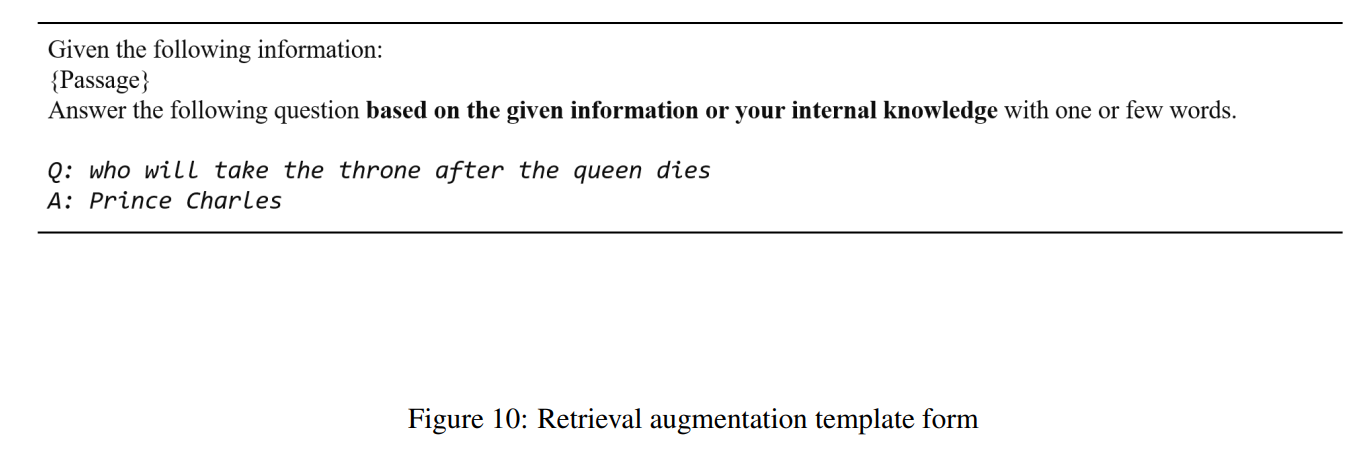 Given the following information:
{Passage}
Answer the following question based on the given information or your internal knowledge with one or few words.
Q: who will take the throne after the queen dies
A: Prince Charles
Figure 10: Retrieval augmentation template form